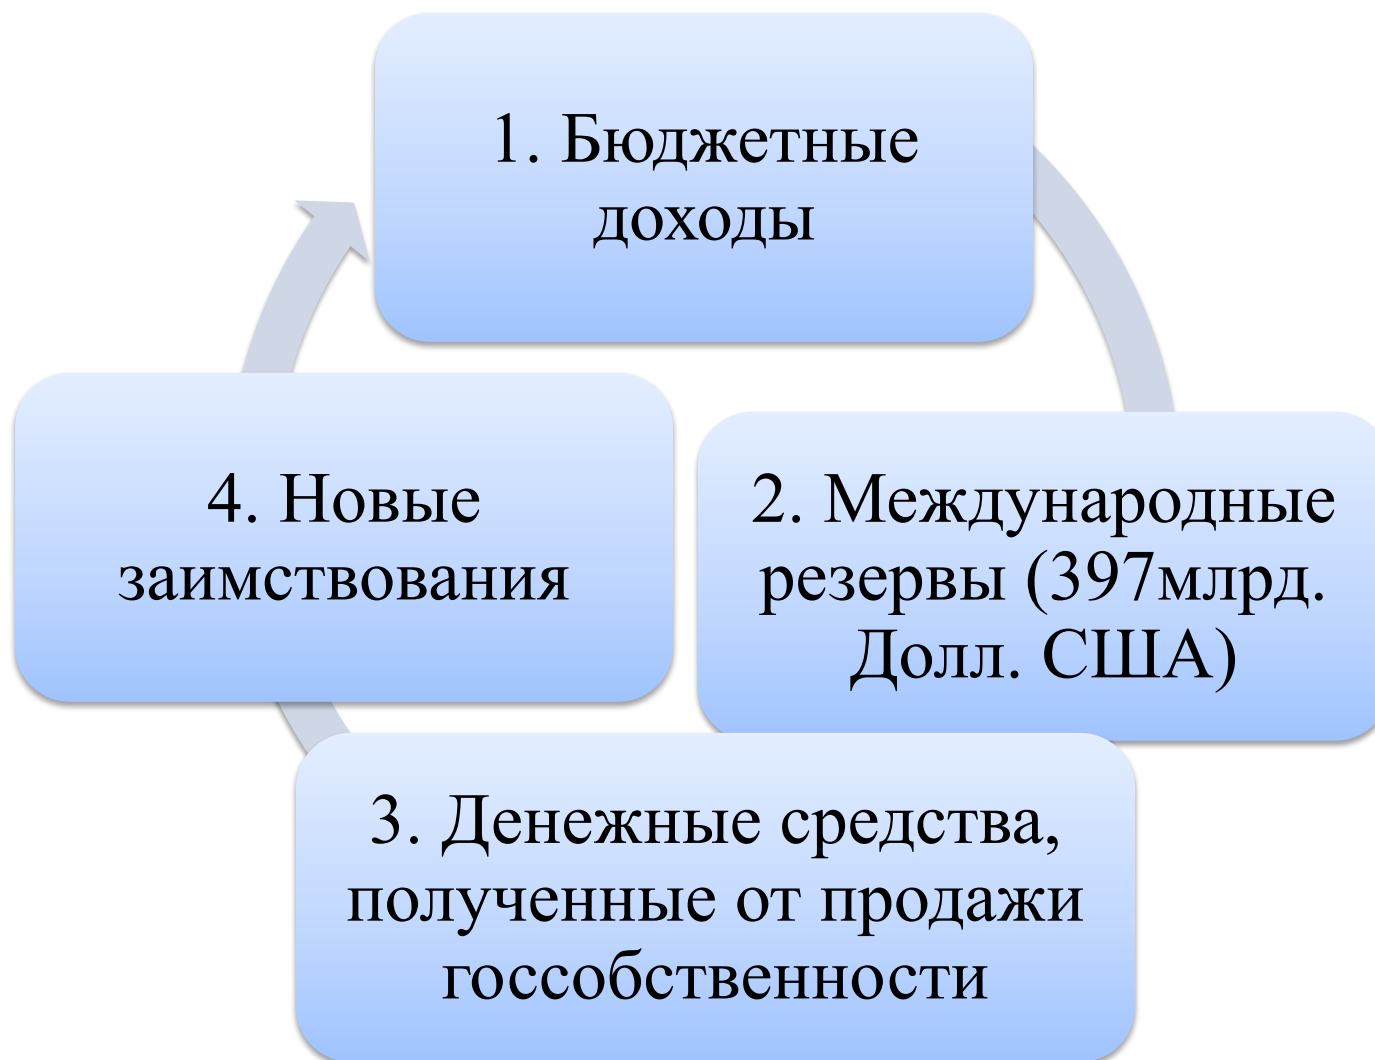 1. Бюджетные
доходы
2. Международные
резервы (397млрд.
Долл. США)
3. Денежные средства,
полученные от продажи
госсобственности
4. Новые
заимствования